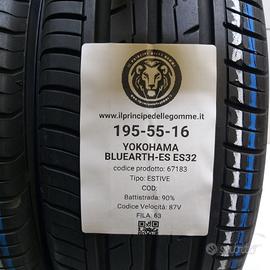 www.ilprincipedellegomme.it
195-55-16
YOKOHAMA
BLUEARTH-ES ES32
codice prodotto: 67183
Tipo: ESTIVE
COD:
Battistrada: 90%
Codice Velocità: 87V
FILA: 63
subito